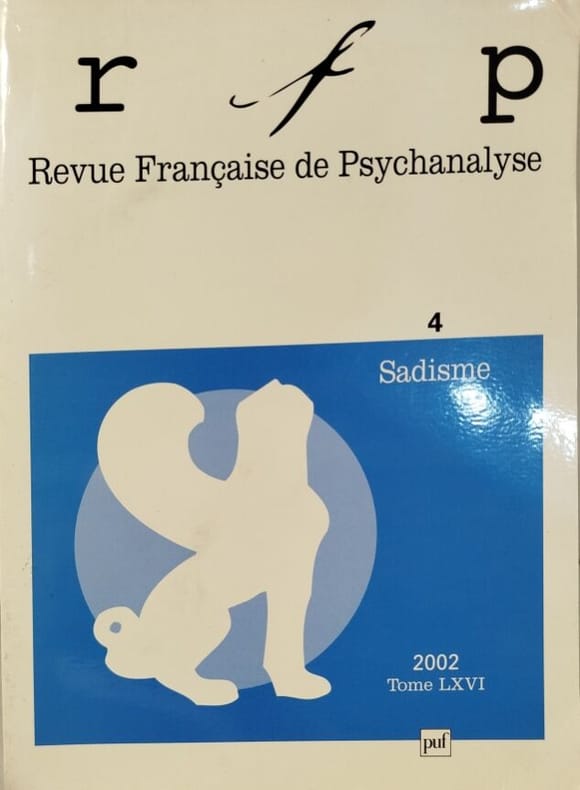 r f p
Revue Française de Psychanalyse
4
Sadisme
2002
Tome LXVI
puf